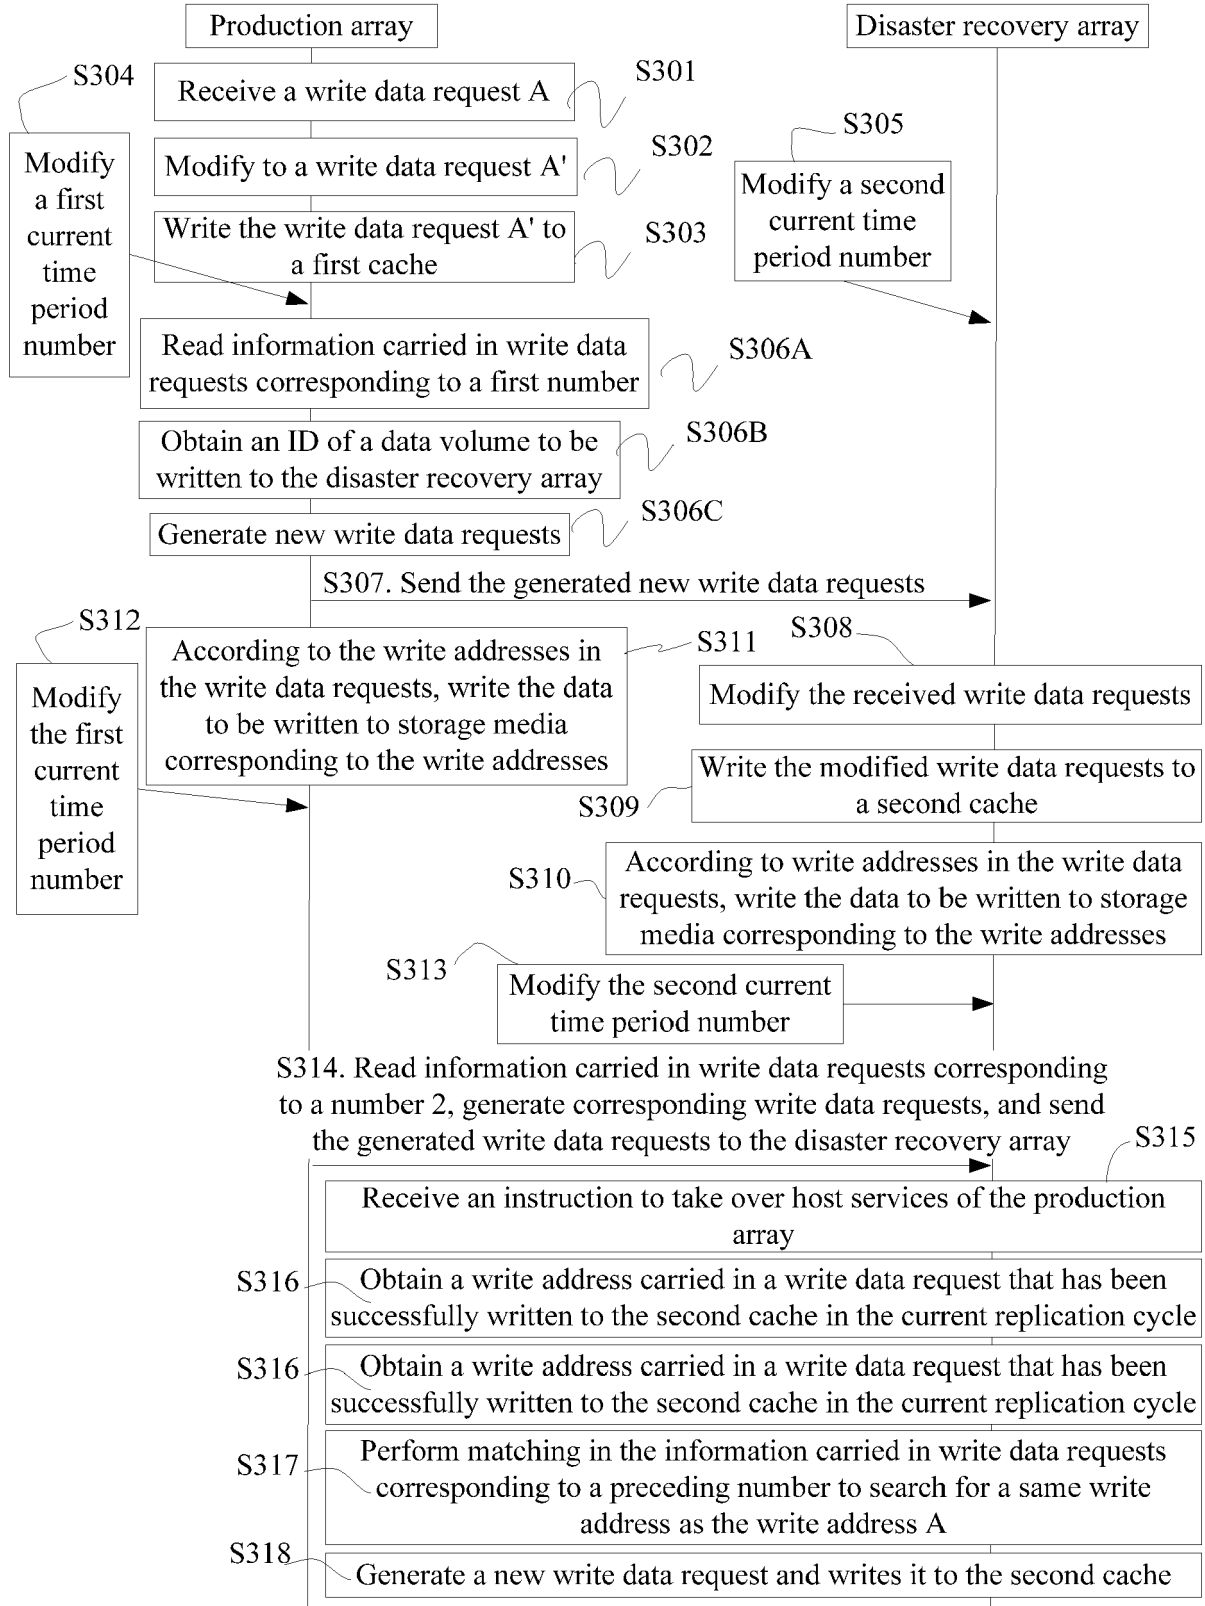 Production array
Disaster recovery array
S304
Receive a write data request A
S301
Modify
a first
current
time
period
number
Modify to a write data request A'
S302
S305
Modify a second
current time
period number
Write the write data request A' to
a first cache
S303
Read information carried in write data
requests corresponding to a first number
S306A
Obtain an ID of a data volume to be
written to the disaster recovery array
S306B
Generate new write data requests
S306C
S307. Send the generated new write data requests
S312
Modify
the first
current
time
period
number
According to the write addresses in
the write data requests, write the data
to be written to storage media
corresponding to the write addresses
S311
S308
Modify the received write data requests
Write the modified write data requests to
a second cache
S309
S310
According to write addresses in the write data
requests, write the data to be written to storage
media corresponding to the write addresses
S313
Modify the second current
time period number
S314. Read information carried in write data requests corresponding
to a number 2, generate corresponding write data requests, and send
the generated write data requests to the disaster recovery array
S315
Receive an instruction to take over host services of the production
array
S316
Obtain a write address carried in a write data request that has been
successfully written to the second cache in the current replication cycle
S316
Obtain a write address carried in a write data request that has been
successfully written to the second cache in the current replication cycle
S317
Perform matching in the information carried in write data requests
corresponding to a preceding number to search for a same write
address as the write address A
S318
Generate a new write data request and writes it to the second cache